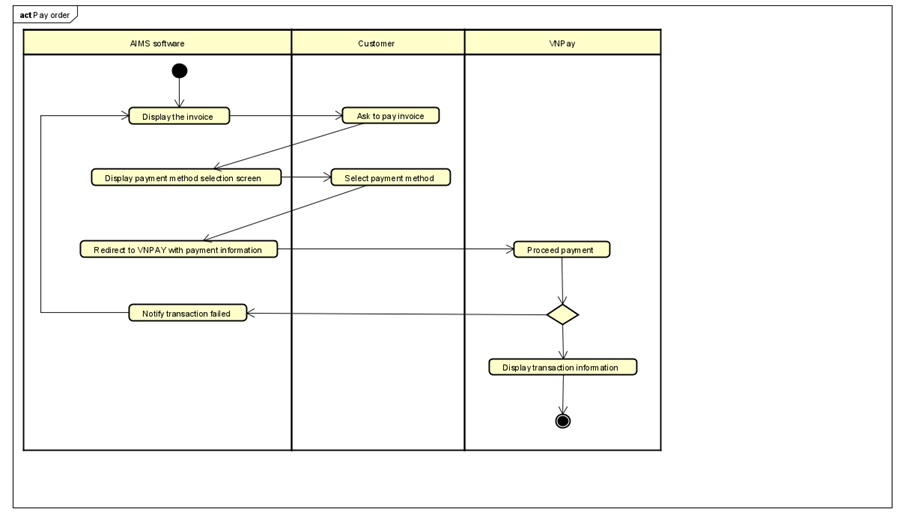 act Pay order
AIMS software
Customer
VNPay
Display the invoice
Ask to pay invoice
Display payment method selection screen
Select payment method
Redirect to VNPAY with payment information
Proceed payment
Notify transaction failed
Display transaction information